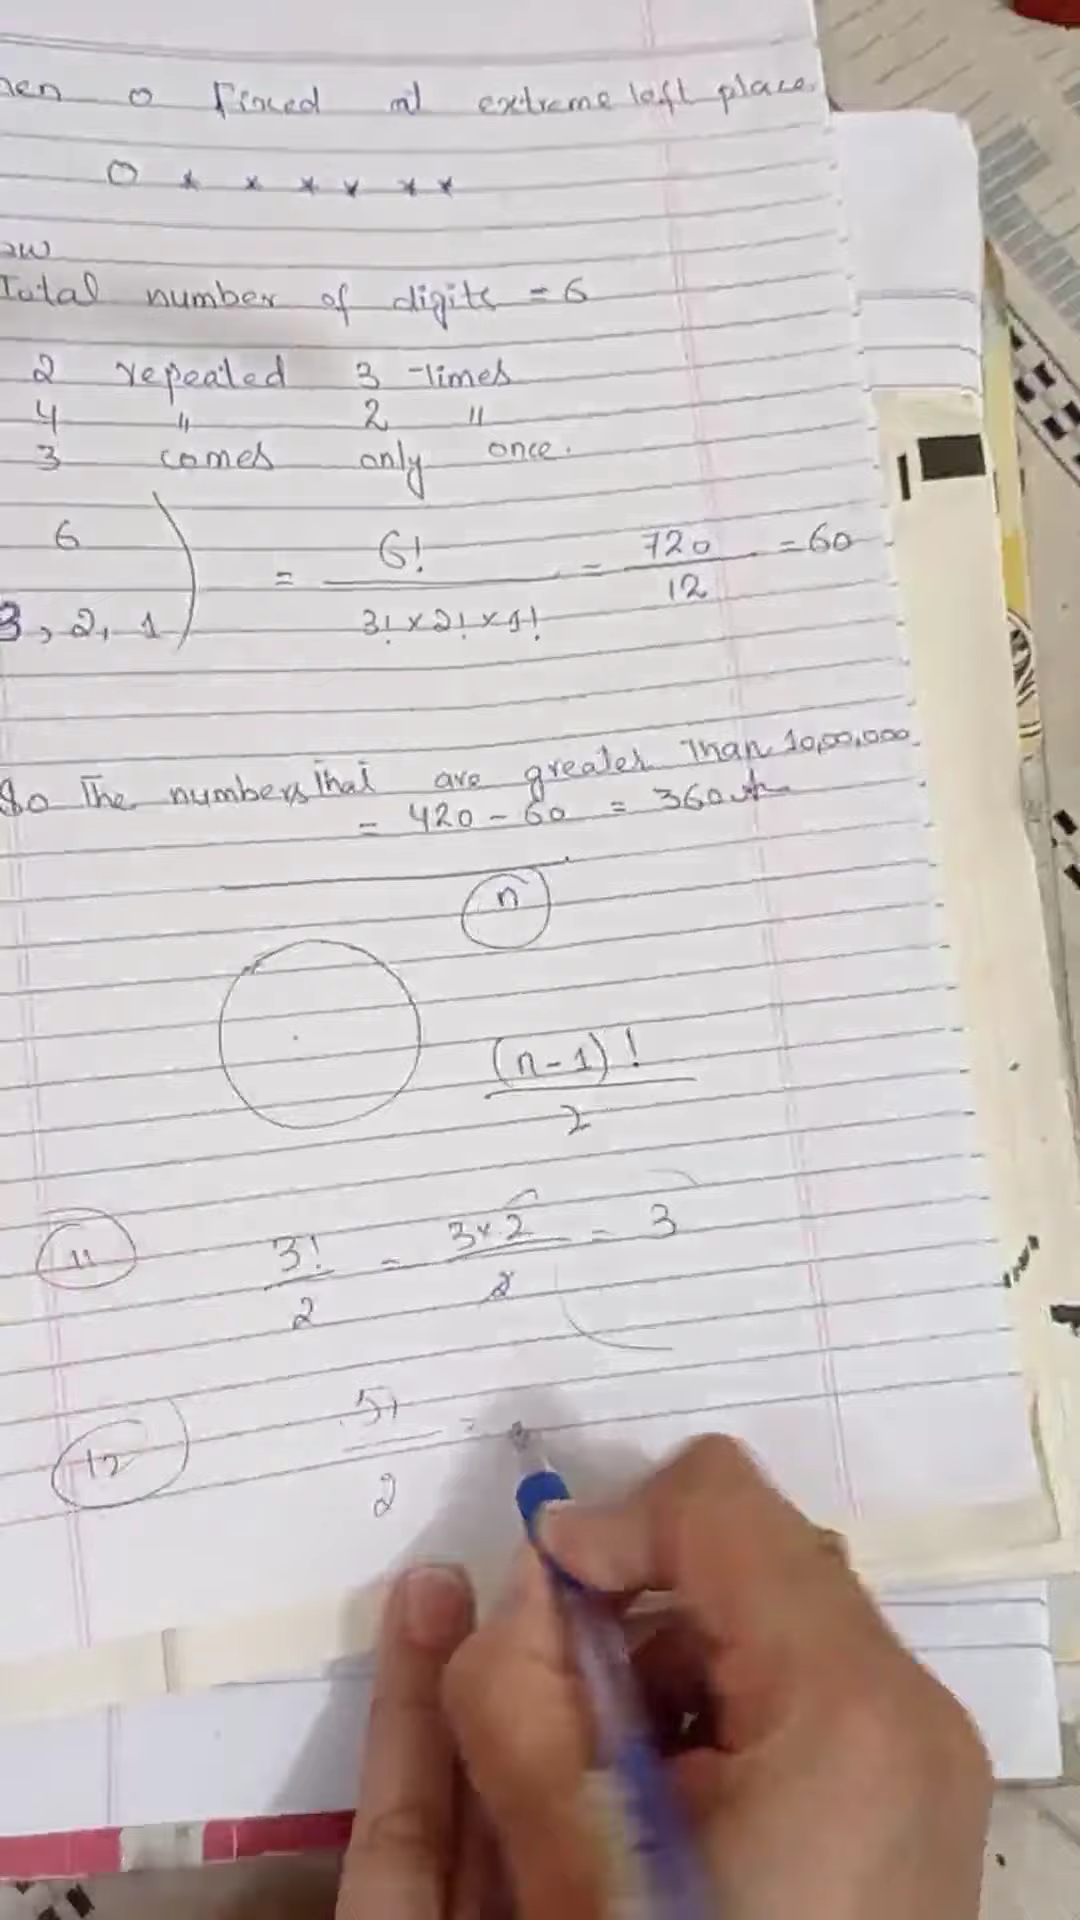 o fixed at extreme left place.
0 * * * * * *
Total number of digits = 6
2 repeated 3 -times
4 " 2 "
3 comes only once.
6
3, 2, 1 ) = 6! / 3! × 2! × 1! = 720 / 12 = 60
So The numbers That are greater Than 10,00,000
= 420 - 60 = 360
n
(n-1)! / 2
11 3! / 2 = 3×2 / 2 = 3
12 5! / 2 =